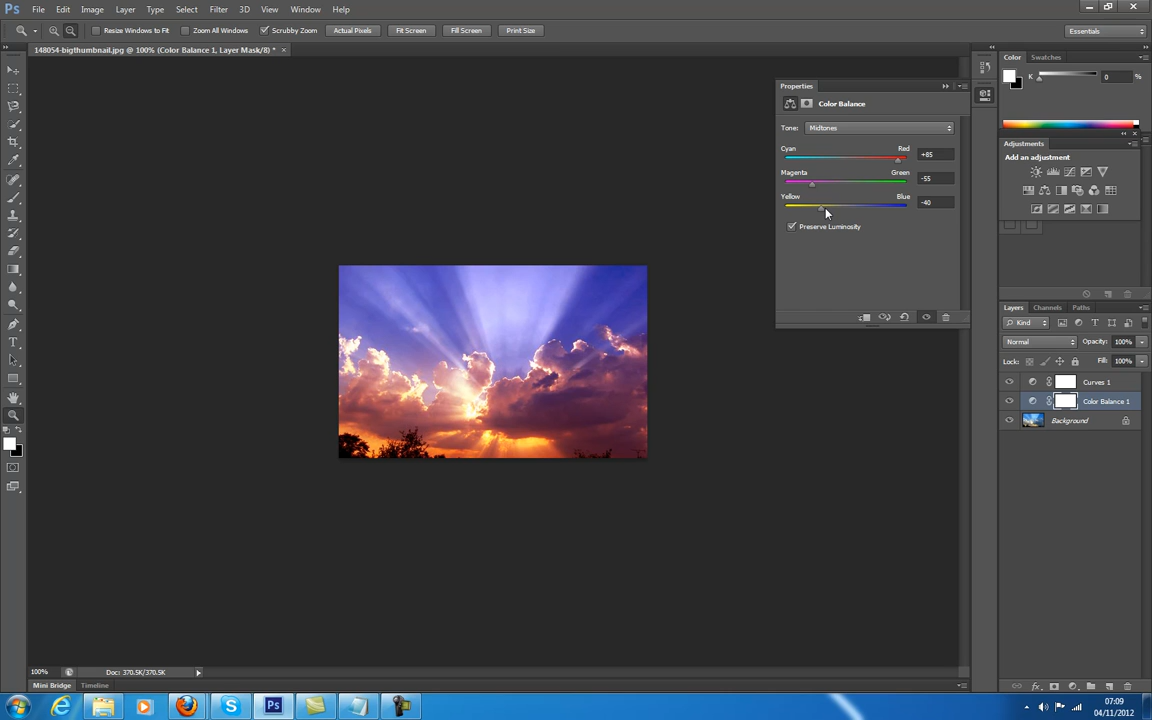 Ps File Edit Image Layer Type Select Filter 3D View Window Help
Resize Windows to Fit Zoom All Windows Scrubby Zoom Actual Pixels Fit Screen Fill Screen Print Size Essentials
148054-bigthumbnail.jpg @ 100% (Color Balance 1, Layer Mask/8) * ×
Color Swatches
K 0 %
Properties
Color Balance
Tone: Midtones
Cyan Red +85
Magenta Green -55
Yellow Blue -40
Preserve Luminosity
Adjustments
Add an adjustment
Layers Channels Paths
Kind
Normal Opacity: 100%
Lock: Fill: 100%
Curves 1
Color Balance 1
Background
100% Doc: 370.5K/370.5K
Mini Bridge Timeline
Ps
07:09
04/11/2012